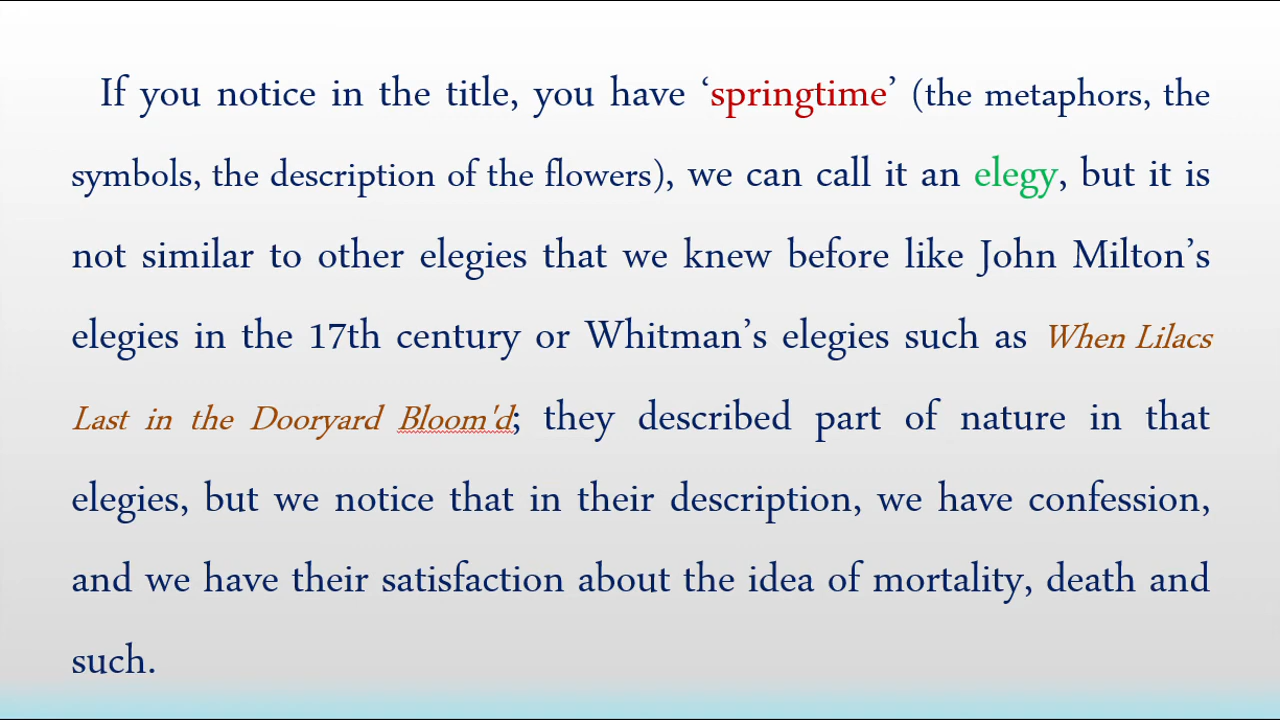 If you notice in the title, you have ‘springtime’ (the metaphors, the
symbols, the description of the flowers), we can call it an elegy, but it is
not similar to other elegies that we knew before like John Milton’s
elegies in the 17th century or Whitman’s elegies such as When Lilacs
Last in the Dooryard Bloom'd; they described part of nature in that
elegies, but we notice that in their description, we have confession,
and we have their satisfaction about the idea of mortality, death and
such.